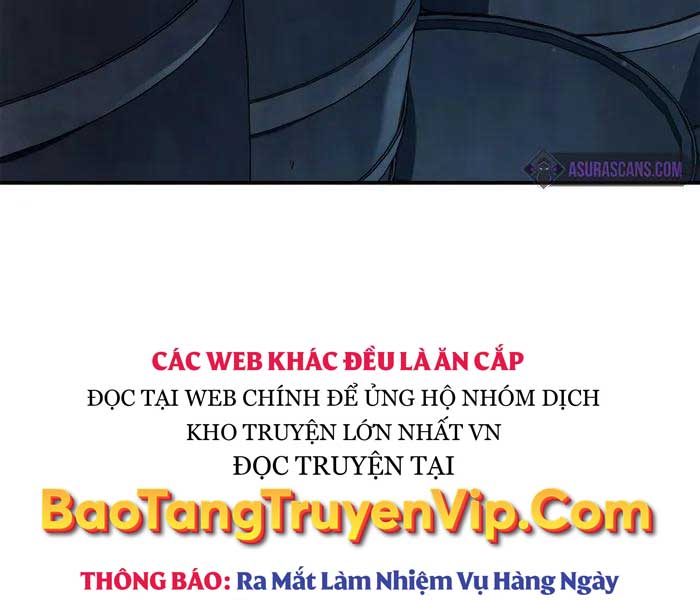 ASURASCANS.COM
CÁC WEB KHÁC ĐỀU LÀ ĂN CẮP
ĐỌC TẠI WEB CHÍNH ĐỂ ỦNG HỘ NHÓM DỊCH
KHO TRUYỆN LỚN NHẤT VN
ĐỌC TRUYỆN TẠI
BaoTangTruyenVip.Com
THÔNG BÁO: Ra Mắt Làm Nhiệm Vụ Hàng Ngày